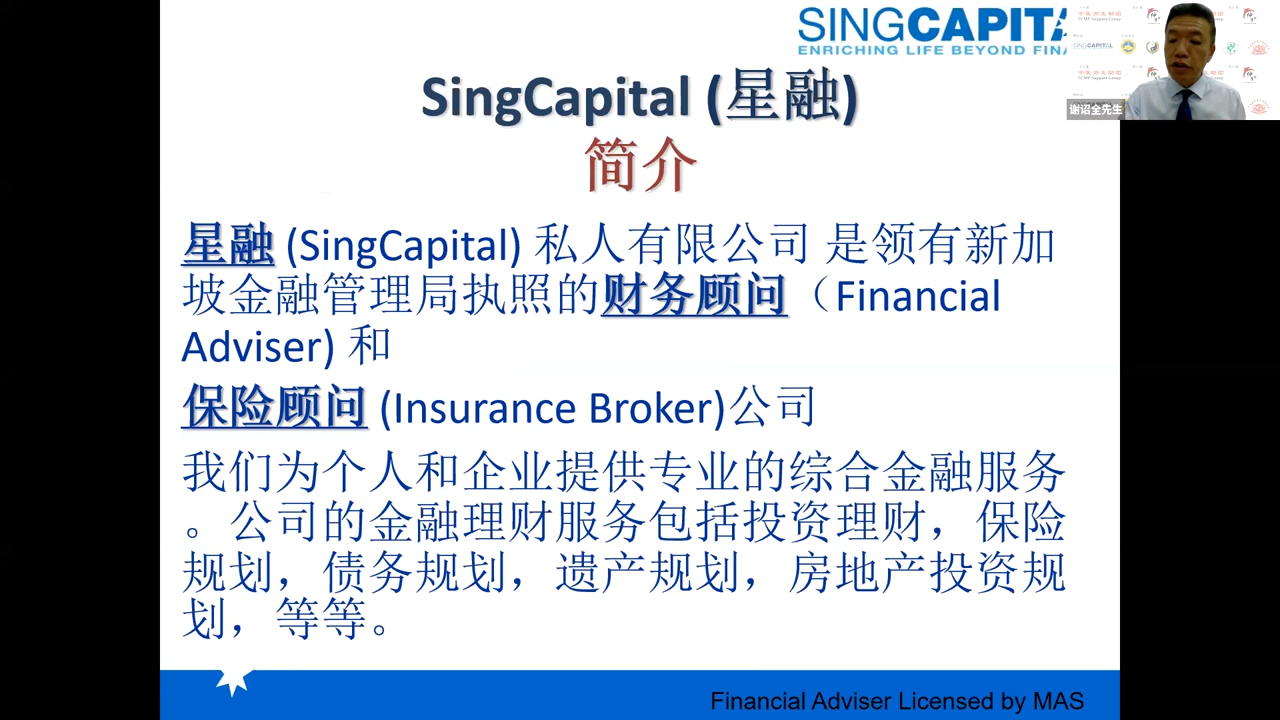 SINGCAPITA
ENRICHING LIFE BEYOND FINA
SingCapital (星融)
简介
星融 (SingCapital) 私人有限公司 是领有新加
坡金融管理局执照的财务顾问（Financial
Adviser) 和
保险顾问 (Insurance Broker)公司
我们为个人和企业提供专业的综合金融服务
。公司的金融理财服务包括投资理财，保险
规划，债务规划，遗产规划，房地产投资规
划，等等。
Financial Adviser Licensed by MAS
SINGCAPITAL
谢诏全先生